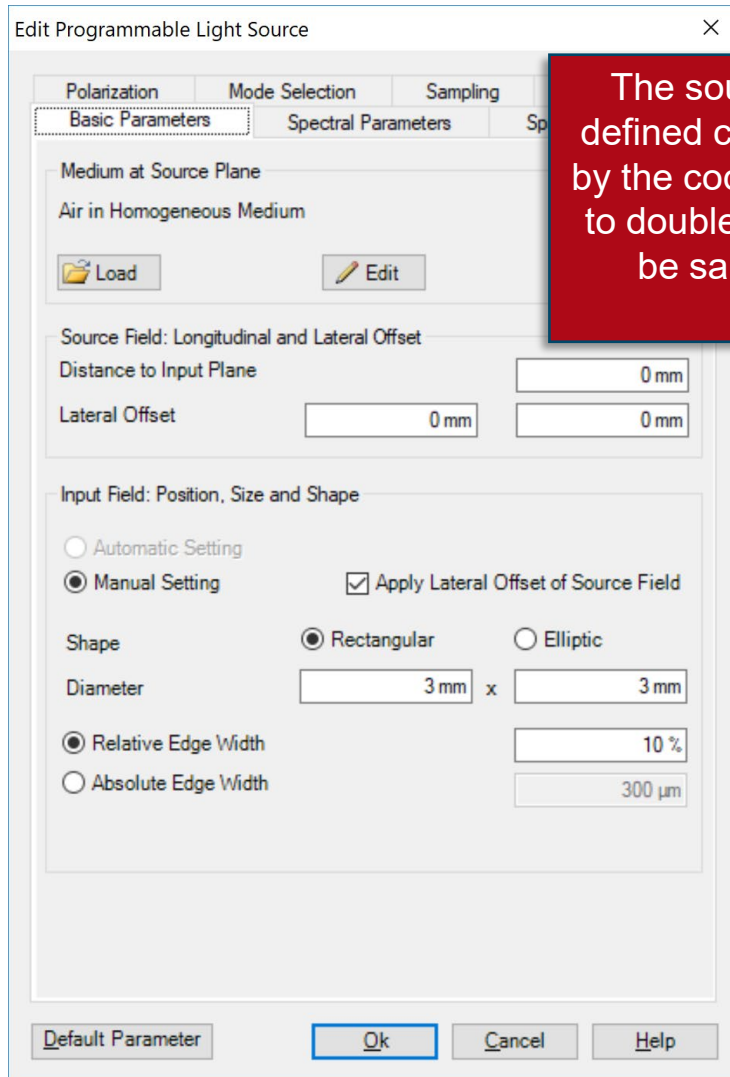 Edit Programmable Light Source
Polarization Mode Selection Sampling
Basic Parameters Spectral Parameters
The
defined
by the
to double
be
Medium at Source Plane
Air in Homogeneous Medium
Load Edit
Source Field: Longitudinal and Lateral Offset
Distance to Input Plane 0 mm
Lateral Offset 0 mm 0 mm
Input Field: Position, Size and Shape
Automatic Setting
Manual Setting Apply Lateral Offset of Source Field
Shape Rectangular Elliptic
Diameter 3 mm x 3 mm
Relative Edge Width 10 %
Absolute Edge Width 300 µm
Default Parameter Ok Cancel Help